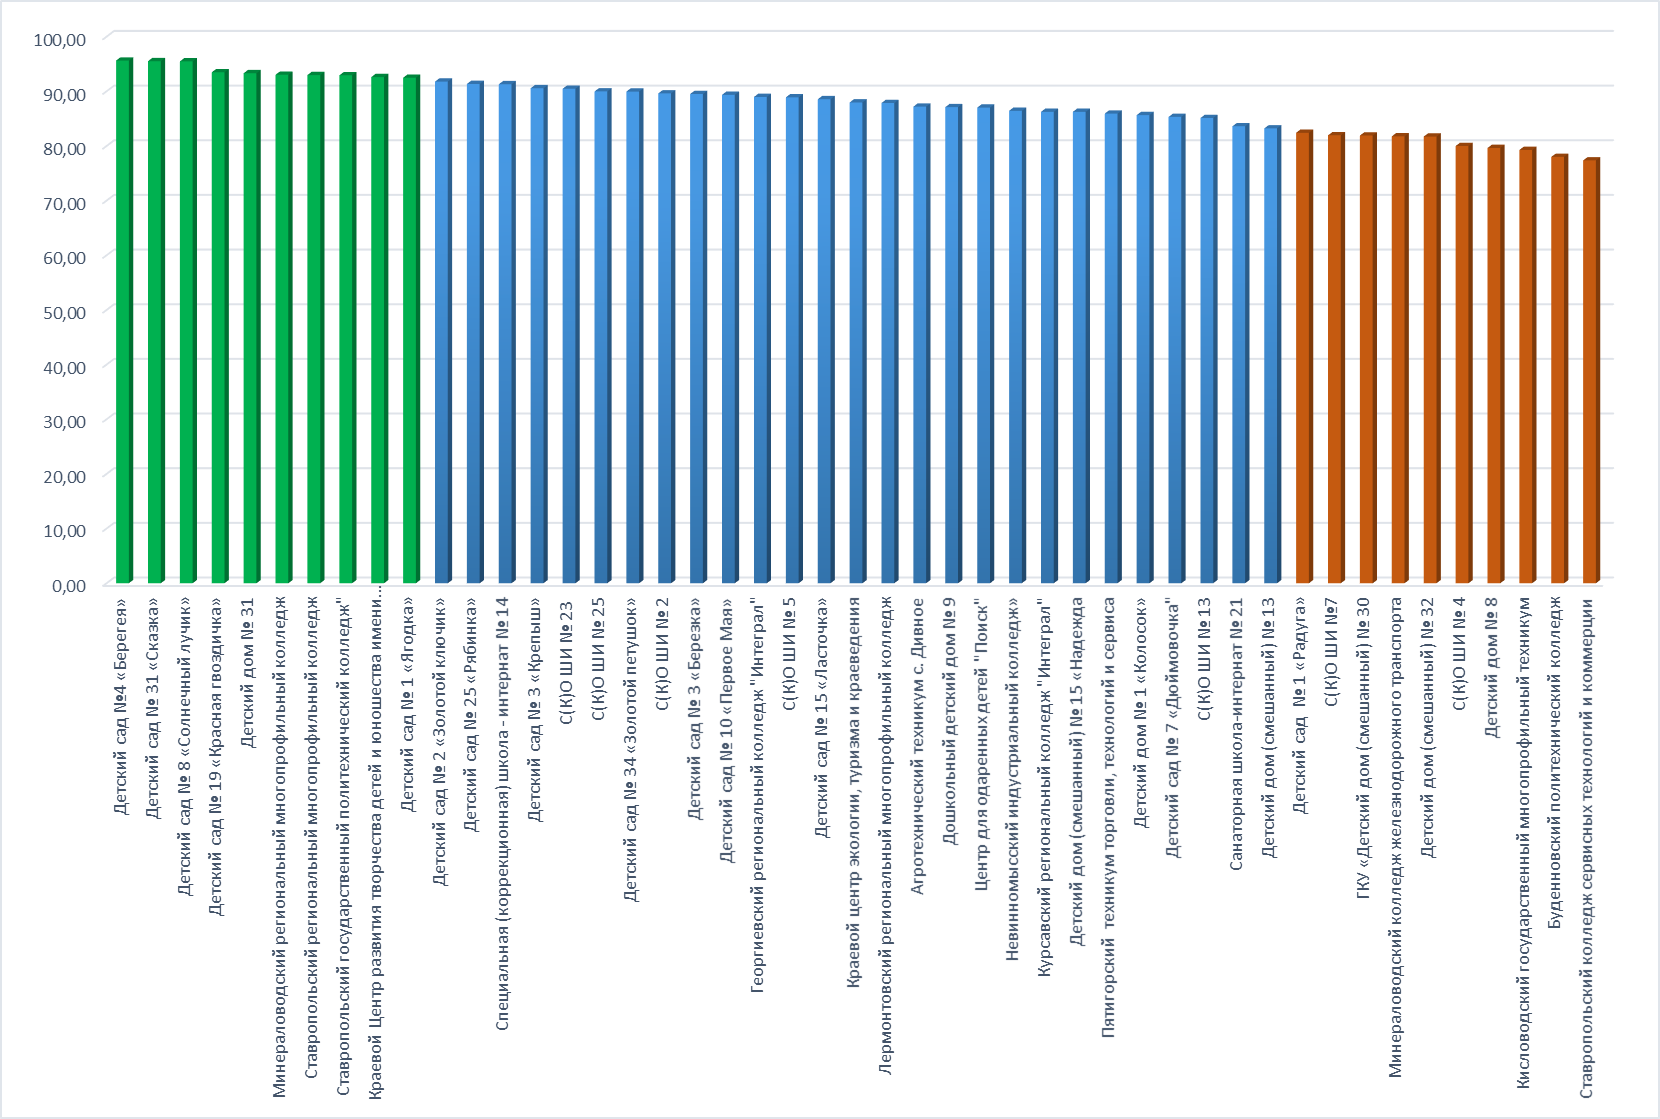 100,00
90,00
80,00
70,00
60,00
50,00
40,00
30,00
20,00
10,00
0,00
Детский сад №4 «Берегея»
Детский сад № 31 «Сказка»
Детский сад № 8 «Солнечный лучик»
Детский сад № 19 «Красная гвоздичка»
Детский дом № 31
Минераловодский региональный многопрофильный колледж
Ставропольский региональный многопрофильный колледж
Ставропольский государственный политехнический колледж"
Краевой Центр развития творчества детей и юношества имени...
Детский сад № 1 «Ягодка»
Детский сад № 2 «Золотой ключик»
Детский сад № 25 «Рябинка»
Специальная (коррекционная) школа - интернат № 14
Детский сад № 3 «Крепыш»
С(К)О ШИ № 23
С(К)О ШИ № 25
Детский сад № 34 «Золотой петушок»
С(К)О ШИ № 2
Детский сад № 3 «Березка»
Детский сад № 10 «Первое Мая»
Георгиевский региональный колледж "Интеграл"
С(К)О ШИ № 5
Детский сад № 15 «Ласточка»
Краевой центр экологии, туризма и краеведения
Лермонтовский региональный многопрофильный колледж
Агротехнический техникум с. Дивное
Дошкольный детский дом № 9
Центр для одаренных детей "Поиск"
Невинномысский индустриальный колледж»
Курсавский региональный колледж "Интеграл"
Детский дом (смешанный) № 15 «Надежда
Пятигорский техникум торговли, технологий и сервиса
Детский дом № 1 «Колосок»
Детский сад № 7 «Дюймовочка"
С(К)О ШИ № 13
Санаторная школа-интернат № 21
Детский дом (смешанный) № 13
Детский сад № 1 «Радуга»
С(К)О ШИ №7
ГКУ «Детский дом (смешанный) № 30
Минераловодский колледж железнодорожного транспорта
Детский дом (смешанный) № 32
С(К)О ШИ № 4
Детский дом № 8
Кисловодский государственный многопрофильный техникум
Буденновский политехнический колледж
Ставропольский колледж сервисных технологий и коммерции